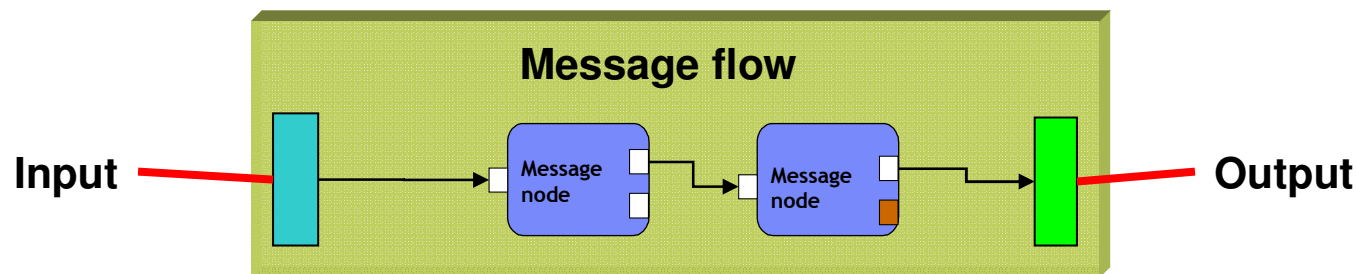 Message flow
Input
Message
node
Message
node
Output